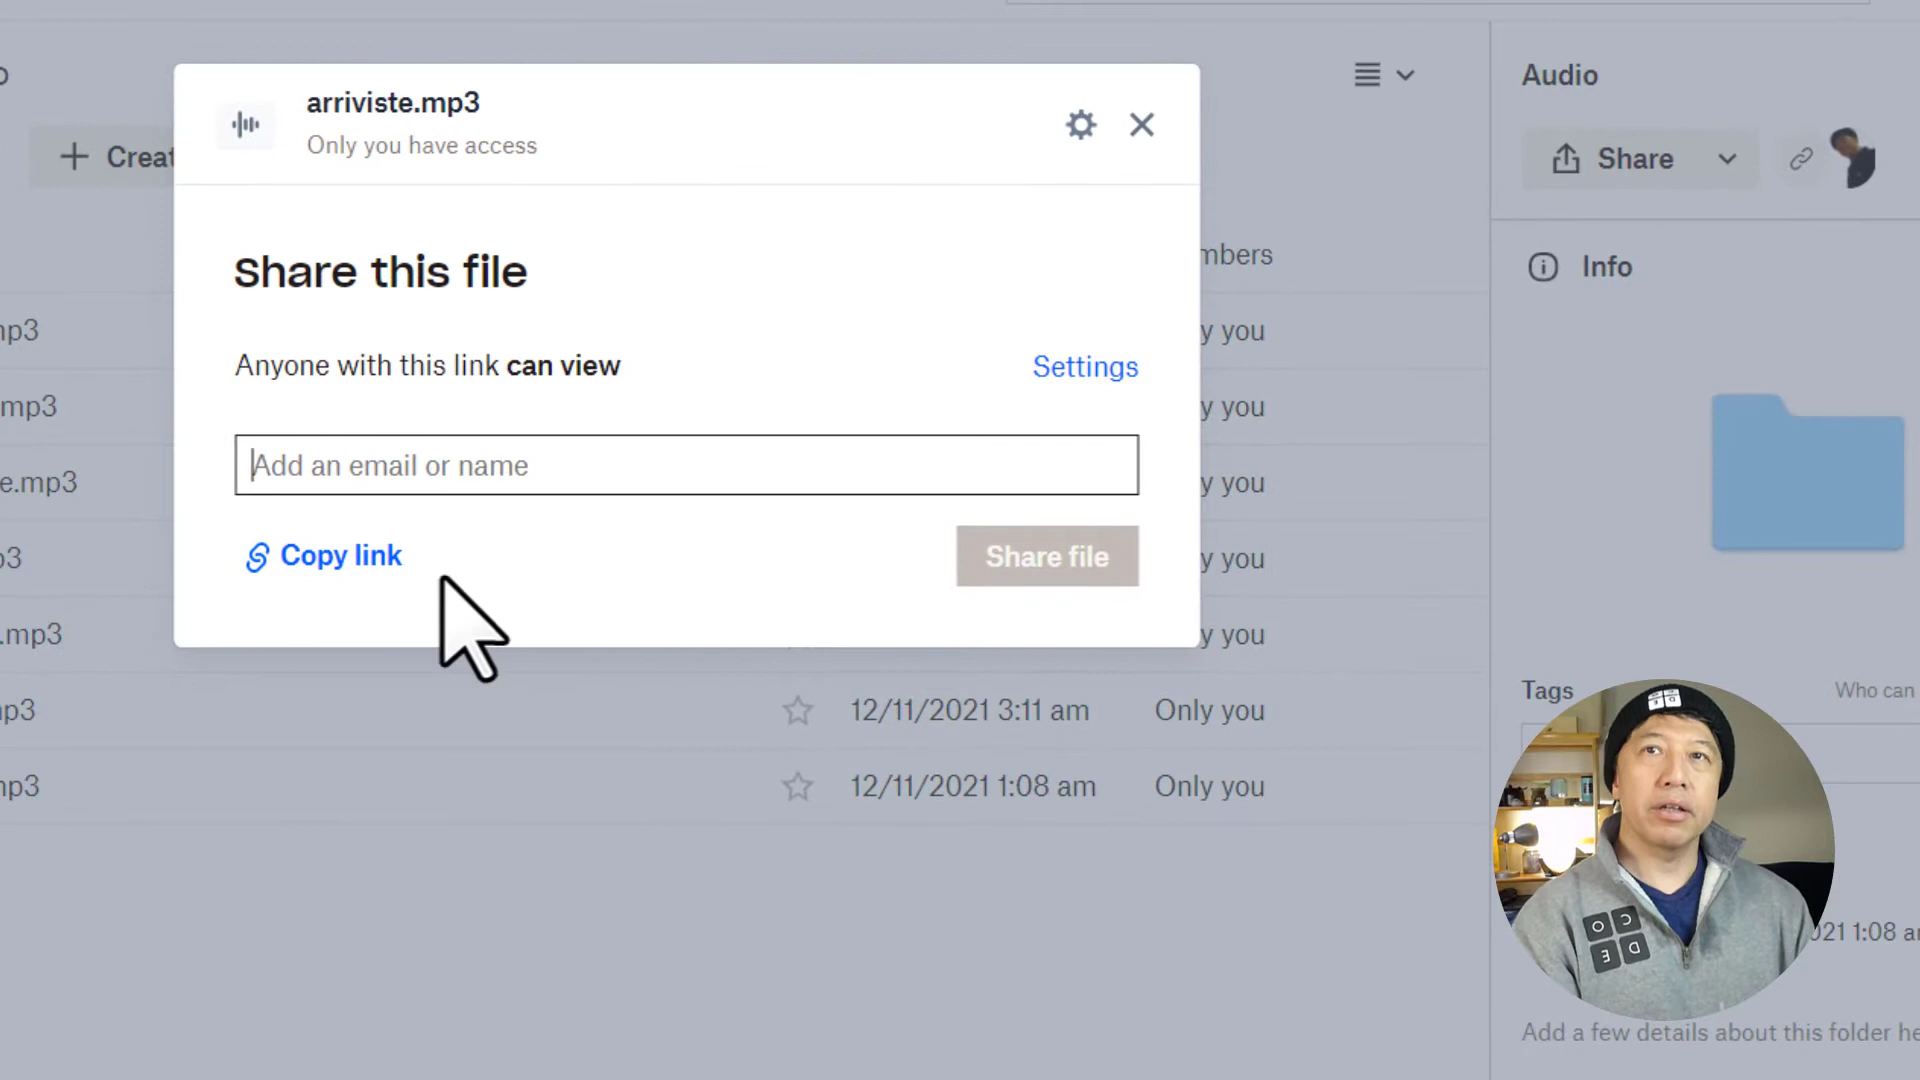 Audio
arriviste.mp3
Only you have access
Creat
Share
Share this file
mbers
Info
Anyone with this link can view
Settings
np3
y you
mp3
y you
Add an email or name
e.mp3
y you
Copy link
Share file
p3
y you
.mp3
y you
Tags
Who can
np3
12/11/2021 3:11 am
Only you
np3
12/11/2021 1:08 am
Only you
C
O
D
E
021 1:08 a
Add a few details about this folder he